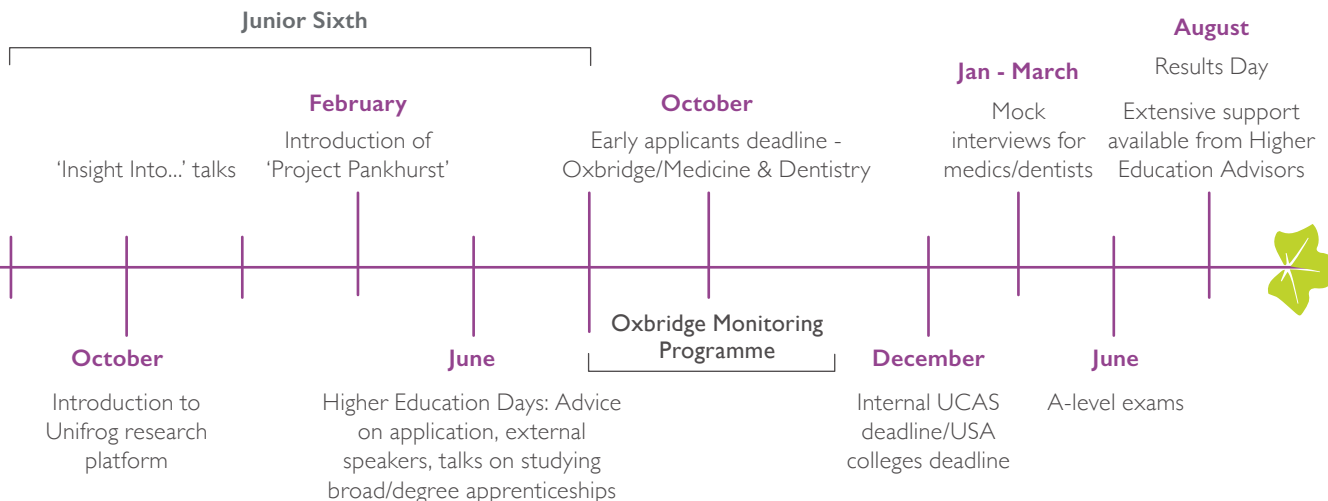 Junior Sixth
'Insight Into...' talks
February
Introduction of
'Project Pankhurst'
October
Early applicants deadline -
Oxbridge/Medicine & Dentistry
Jan - March
Mock
interviews for
medics/dentists
August
Results Day
Extensive support
available from Higher
Education Advisors
October
Introduction to
Unifrog research
platform
June
Higher Education Days: Advice
on application, external
speakers, talks on studying
broad/degree apprenticeships
Oxbridge Monitoring
Programme
December
Internal UCAS
deadline/USA
colleges deadline
June
A-level exams